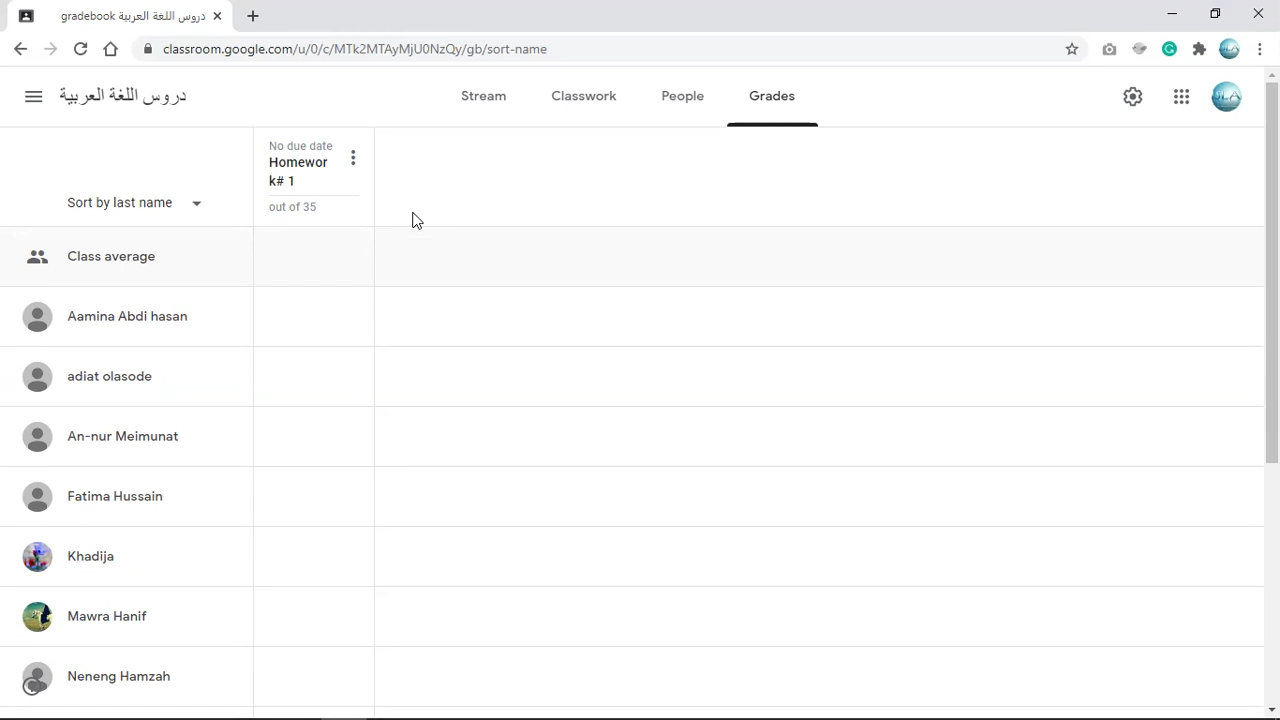 gradebook دروس اللغة العربية
classroom.google.com/u/0/c/MTk2MTAyMjU0NzQy/gb/sort-name
دروس اللغة العربية
Stream
Classwork
People
Grades
No due date
Homewor
k# 1
out of 35
Sort by last name
Class average
Aamina Abdi hasan
adiat olasode
An-nur Meimunat
Fatima Hussain
Khadija
Mawra Hanif
Neneng Hamzah